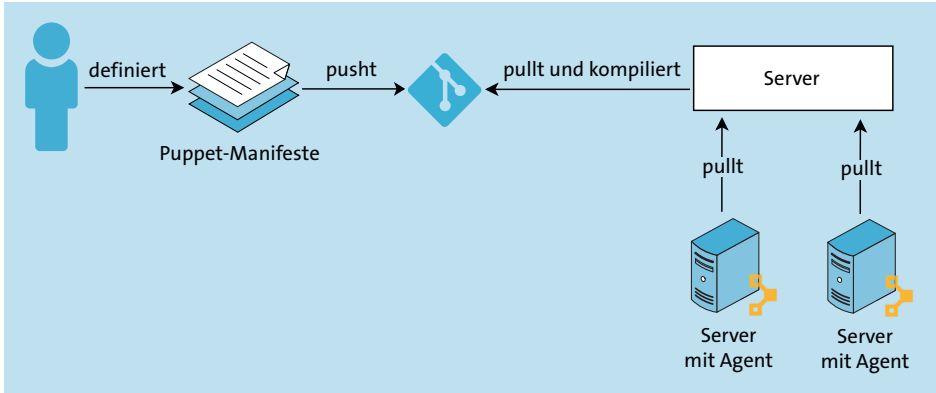 definiert
pusht
pullt und kompiliert
Server
Puppet-Manifeste
pullt
pullt
Server
mit Agent
Server
mit Agent